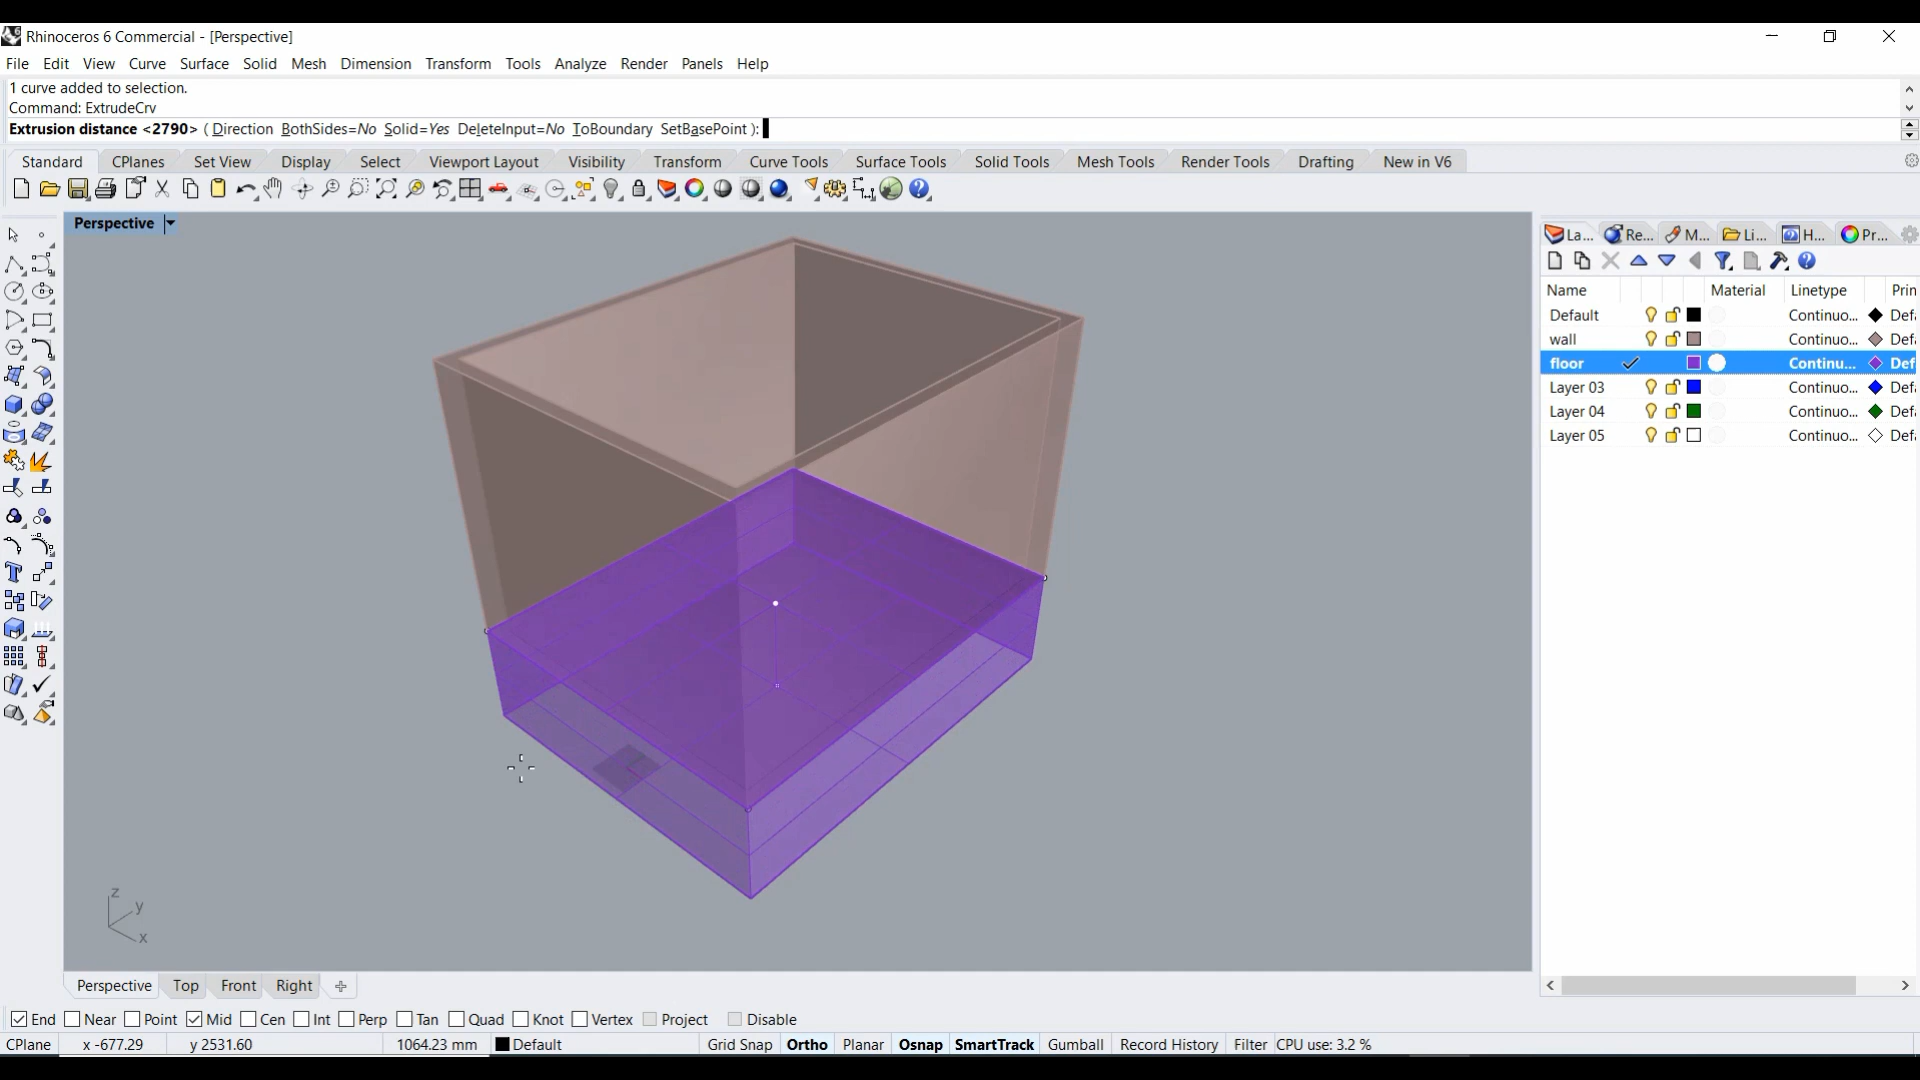 Rhinoceros 6 Commercial - [Perspective]
File Edit View Curve Surface Solid Mesh Dimension Transform Tools Analyze Render Panels Help
1 curve added to selection.
Command: ExtrudeCrv
Extrusion distance <2790> ( Direction BothSides=No Solid=Yes DeleteInput=No ToBoundary SetBasePoint ):
Standard CPlanes Set View Display Select Viewport Layout Visibility Transform Curve Tools Surface Tools Solid Tools Mesh Tools Render Tools Drafting New in V6
Perspective
La... Re... M... Li... H... Pr...
Name Material Linetype Prin
Default Continuo... Defa
wall Continuo... Defa
floor Continu... Def
Layer 03 Continuo... Defa
Layer 04 Continuo... Defa
Layer 05 Continuo... Defa
z
y
x
Perspective Top Front Right
End Near Point Mid Cen Int Perp Tan Quad Knot Vertex Project Disable
CPlane x -677.29 y 2531.60 1064.23 mm Default Grid Snap Ortho Planar Osnap SmartTrack Gumball Record History Filter CPU use: 3.2 %